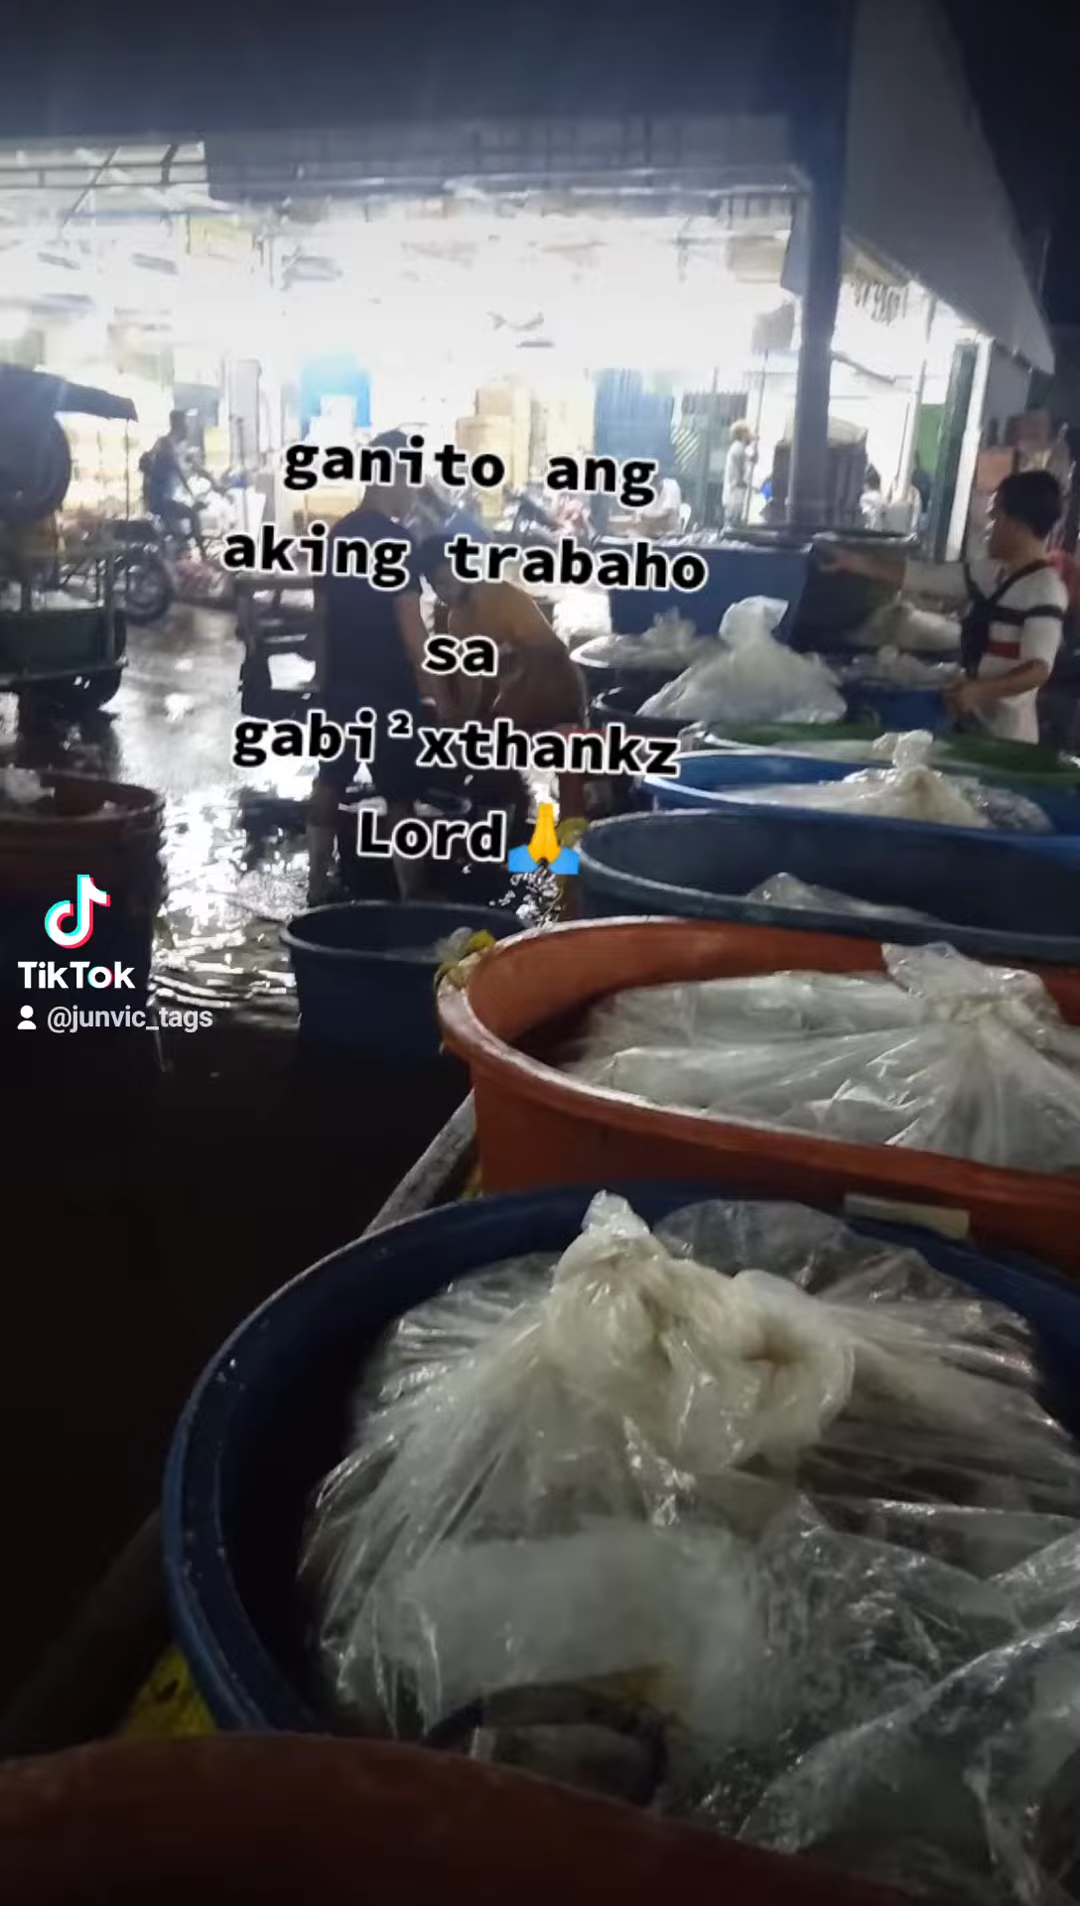 ganito ang
aking trabaho
sa
gabi²xthankz
Lord🙏
TikTok
@junvic_tags